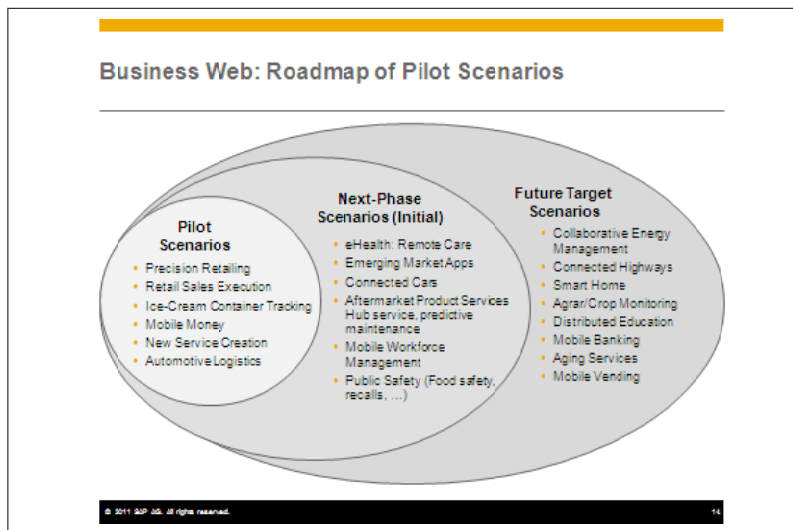 Business Web: Roadmap of Pilot Scenarios
Pilot
Scenarios
• Precision Retailing
• Retail Sales Execution
• Ice-Cream Container Tracking
• Mobile Money
• New Service Creation
• Automotive Logistics
Next-Phase
Scenarios (Initial)
• eHealth: Remote Care
• Emerging Market Apps
• Connected Cars
• Aftermarket Product Services
Hub service, predictive
maintenance
• Mobile Workforce
Management
• Public Safety (Food safety,
recalls, ...)
Future Target
Scenarios
• Collaborative Energy
Management
• Connected Highways
• Smart Home
• Agrar/Crop Monitoring
• Distributed Education
• Mobile Banking
• Aging Services
• Mobile Vending
© 2011 SAP AG. All rights reserved.
14